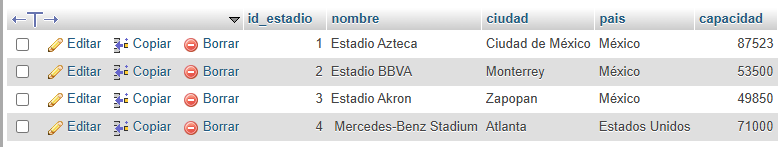 id_estadio nombre ciudad pais capacidad
Editar Copiar Borrar 1 Estadio Azteca Ciudad de México México 87523
Editar Copiar Borrar 2 Estadio BBVA Monterrey México 53500
Editar Copiar Borrar 3 Estadio Akron Zapopan México 49850
Editar Copiar Borrar 4 Mercedes-Benz Stadium Atlanta Estados Unidos 71000